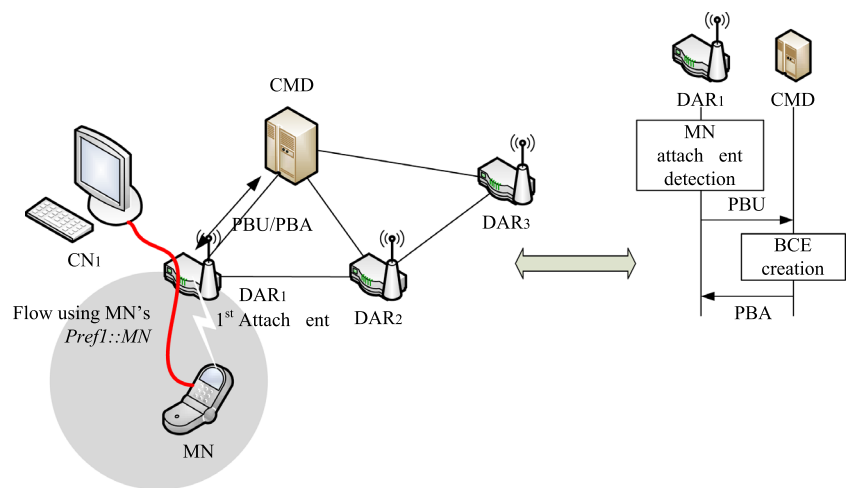 CMD
PBU/PBA
DAR3
CN1
DAR1
1st Attach ent
DAR2
Flow using MN's
Pref1::MN
MN
DAR1
CMD
MN
attach ent
detection
PBU
BCE
creation
PBA